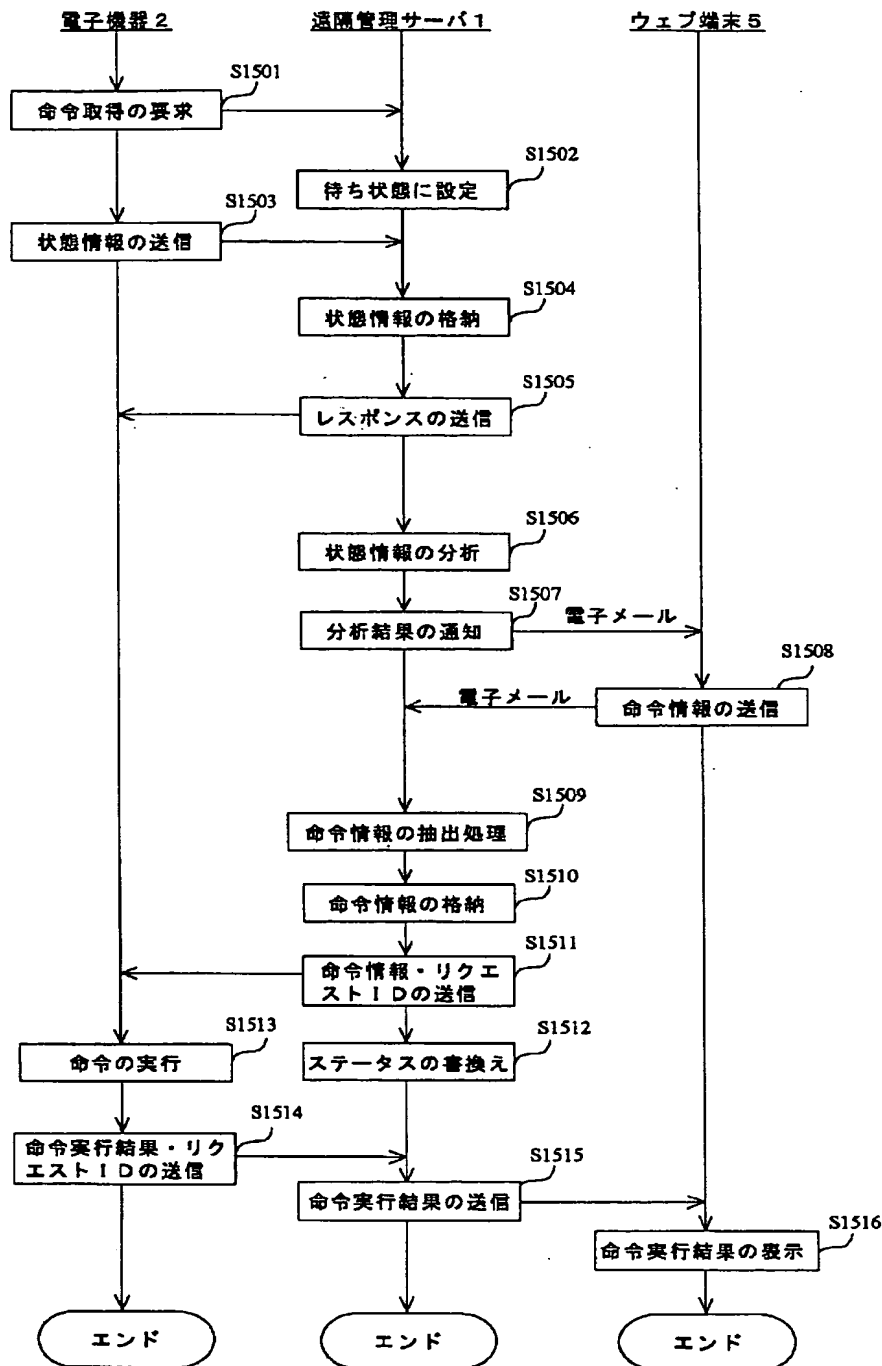 電子機器2
遠隔管理サーバ1
ウェブ端末5
S1501
命令取得の要求
S1502
待ち状態に設定
S1503
状態情報の送信
S1504
状態情報の格納
S1505
レスポンスの送信
S1506
状態情報の分析
S1507
分析結果の通知
電子メール
S1508
電子メール
命令情報の送信
S1509
命令情報の抽出処理
S1510
命令情報の格納
S1511
命令情報・リクエ
ストIDの送信
S1512
ステータスの書換え
S1513
命令の実行
S1514
命令実行結果・リク
エストIDの送信
S1515
命令実行結果の送信
S1516
命令実行結果の表示
エンド
エンド
エンド